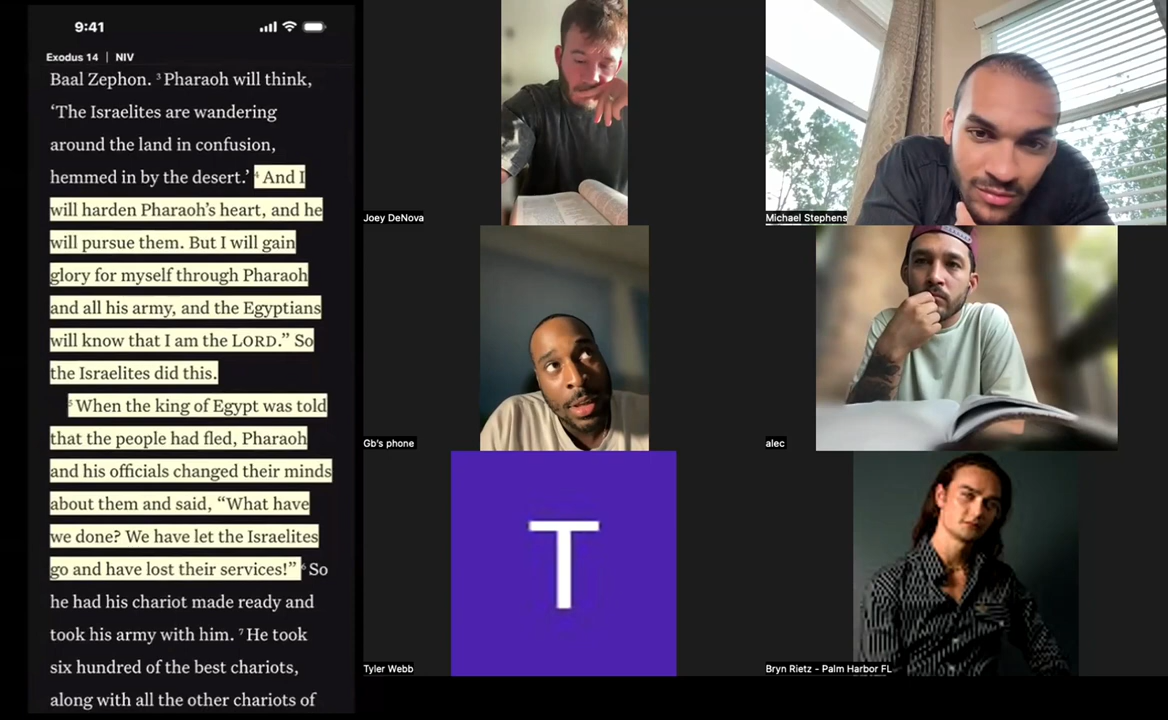 9:41
Exodus 14 | NIV
Baal Zephon. ³ Pharaoh will think,
‘The Israelites are wandering
around the land in confusion,
hemmed in by the desert.’ ⁴ And I
will harden Pharaoh’s heart, and he
will pursue them. But I will gain
glory for myself through Pharaoh
and all his army, and the Egyptians
will know that I am the LORD.” So
the Israelites did this.
⁵ When the king of Egypt was told
that the people had fled, Pharaoh
and his officials changed their minds
about them and said, “What have
we done? We have let the Israelites
go and have lost their services!” ⁶ So
he had his chariot made ready and
took his army with him. ⁷ He took
six hundred of the best chariots,
along with all the other chariots of
Joey DeNova
Michael Stephens
Gb's phone
alec
T
Tyler Webb
Bryn Rietz - Palm Harbor FL